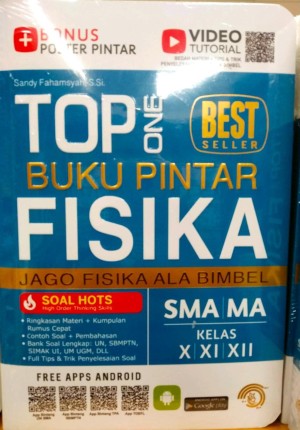 BONUS
POSTER PINTAR
VIDEO
TUTORIAL
Sandy Fahamsyah, S.Si.
TOP ONE
BEST
SELLER
BUKU PINTAR
FISIKA
JAGO FISIKA ALA BIMBEL
SOAL HOTS
High Order Thinking Skills
• Ringkasan Materi + Kumpulan
Rumus Cepat
• Contoh Soal + Pembahasan
• Bank Soal Lengkap: UN, SBMPTN,
SIMAK UI, UM UGM, DLL
• Full Tips & Trik Penyelesaian Soal
SMA MA
KELAS
X XI XII
FREE APPS ANDROID
Google play